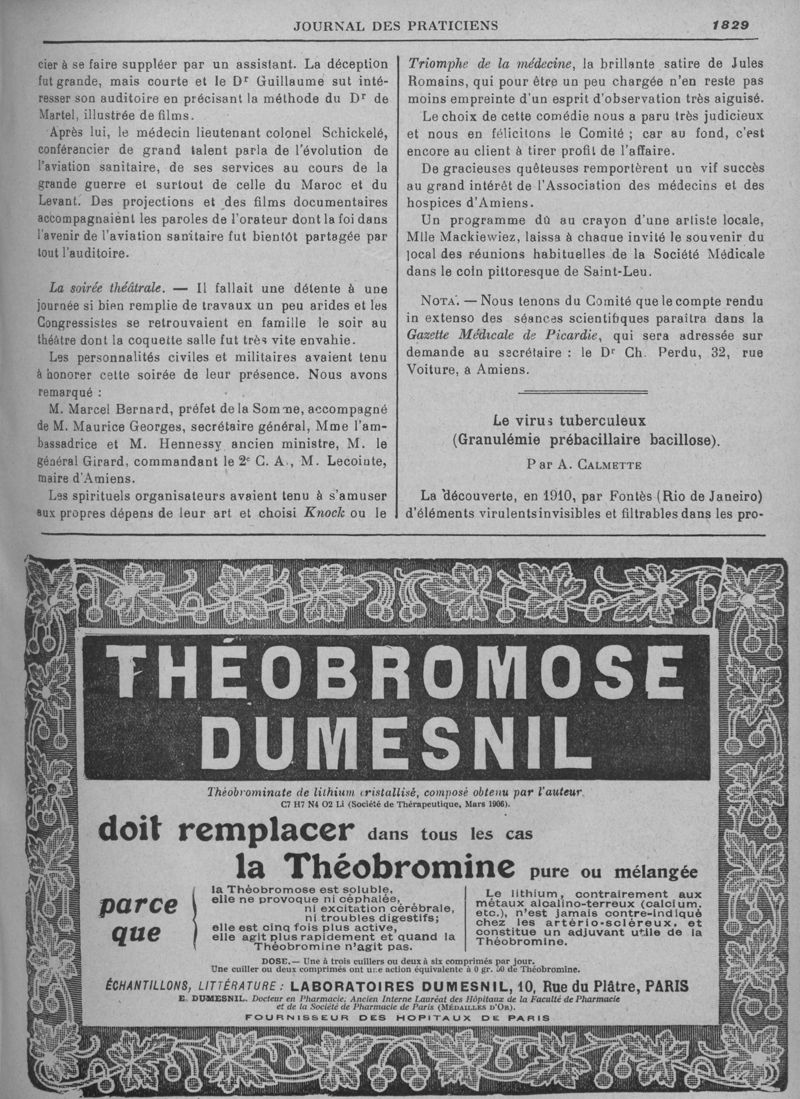 JOURNAL DES PRATICIENS 1829
cier à se faire suppléer par un assistant. La déception
fut grande, mais courte et le Dr Guillaume sut inté-
resser son auditoire en précisant la méthode du Dr de
Martel, illustrée de films.
Après lui, le médecin lieutenant colonel Schickelé,
conférancier de grand talent parla de l'évolution de
l'aviation sanitaire, de ses services au cours de la
grande guerre et surtout de celle du Maroc et du
Levant. Des projections et des films documentaires
accompagnaient les paroles de l'orateur dont la foi dans
l'avenir de l'aviation sanitaire fut bientôt partagée par
tout l'auditoire.
La soirée théâtrale. — Il fallait une détente à une
journée si bien remplie de travaux un peu arides et les
Congressistes se retrouvaient en famille le soir au
théâtre dont la coquette salle fut très vite envahie.
Les personnalités civiles et militaires avaient tenu
à honorer cette soirée de leur présence. Nous avons
remarqué :
M. Marcel Bernard, préfet de la Somme, accompagné
de M. Maurice Georges, secrétaire général, Mme l'am-
bassadrice et M. Hennessy ancien ministre, M. le
général Girard, commandant le 2e C. A., M. Lecointe,
maire d'Amiens.
Les spirituels organisateurs avaient tenu à s'amuser
aux propres dépens de leur art et choisi Knock ou le
Triomphe de la médecine, la brillante satire de Jules
Romains, qui pour être un peu chargée n'en reste pas
moins empreinte d'un esprit d'observation très aiguisé.
Le choix de cette comédie nous a paru très judicieux
et nous en félicitons le Comité ; car au fond, c'est
encore au client à tirer profit de l'affaire.
De gracieuses quêteuses remportèrent un vif succès
au grand intérêt de l'Association des médecins et des
hospices d'Amiens.
Un programme dû au crayon d'une artiste locale,
Mlle Mackiewiez, laissa à chaque invité le souvenir du
local des réunions habituelles de la Société Médicale
dans le coin pittoresque de Saint-Leu.
NOTA. — Nous tenons du Comité que le compte rendu
in extenso des séances scientifiques paraîtra dans la
Gazette Médicale de Picardie, qui sera adressée sur
demande au secrétaire : le Dr Ch. Perdu, 32, rue
Voiture, à Amiens.
Le virus tuberculeux
(Granulémie prébacillaire bacillose).
Par A. CALMETTE
La découverte, en 1910, par Fontès (Rio de Janeiro)
d'éléments virulents invisibles et filtrables dans les pro-
THÉOBROMOSE
DUMESNIL
Théobrominate de lithium cristallisé, composé obtenu par l'auteur.
C7 H7 N4 O2 Li (Société de Thérapeutique, Mars 1906).
doit remplacer dans tous les cas
la Théobromine pure ou mélangée
parce
que
la Théobromose est soluble,
elle ne provoque ni céphalée,
ni excitation cérébrale,
ni troubles digestifs;
elle est cinq fois plus active,
elle agit plus rapidement et quand la
Théobromine n'agit pas.
Le lithium, contrairement aux
métaux alcalino-terreux (calcium.
etc.), n'est jamais contre-indiqué
chez les artério-scléreux, et
constitue un adjuvant utile de la
Théobromine.
DOSE.— Une à trois cuillers ou deux à six comprimés par jour.
Une cuiller ou deux comprimés ont une action équivalente à 0 gr. 50 de Théobromine.
ÉCHANTILLONS, LITTÉRATURE : LABORATOIRES DUMESNIL, 10, Rue du Plâtre, PARIS
E. DUMESNIL. Docteur en Pharmacie, Ancien Interne Lauréat des Hôpitaux de la Faculté de Pharmacie
et de la Société de Pharmacie de Paris (MÉDAILLES D'OR).
FOURNISSEUR DES HOPITAUX DE PARIS